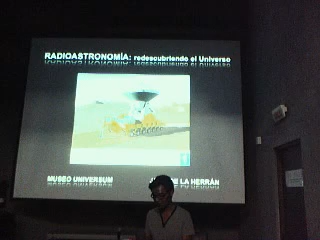 RADIOASTRONOMÍA: redescubriendo el Universo
MUSEO UNIVERSUM
DE LA HERRÁN